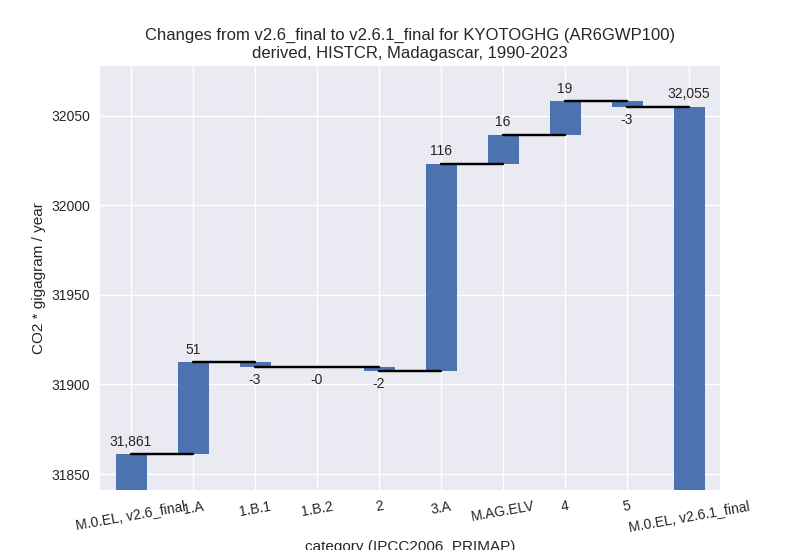 Changes from v2.6_final to v2.6.1_final for KYOTOGHG (AR6GWP100)
derived, HISTCR, Madagascar, 1990-2023
CO2 * gigagram / year
32050
32000
31950
31900
31850
31,861
51
-3
-0
-2
116
16
19
-3
32,055
M.0.EL, v2.6_final
1.A
1.B.1
1.B.2
2
3.A
M.AG.ELV
4
5
M.0.EL, v2.6.1_final
category (IPCC2006_PRIMAP)